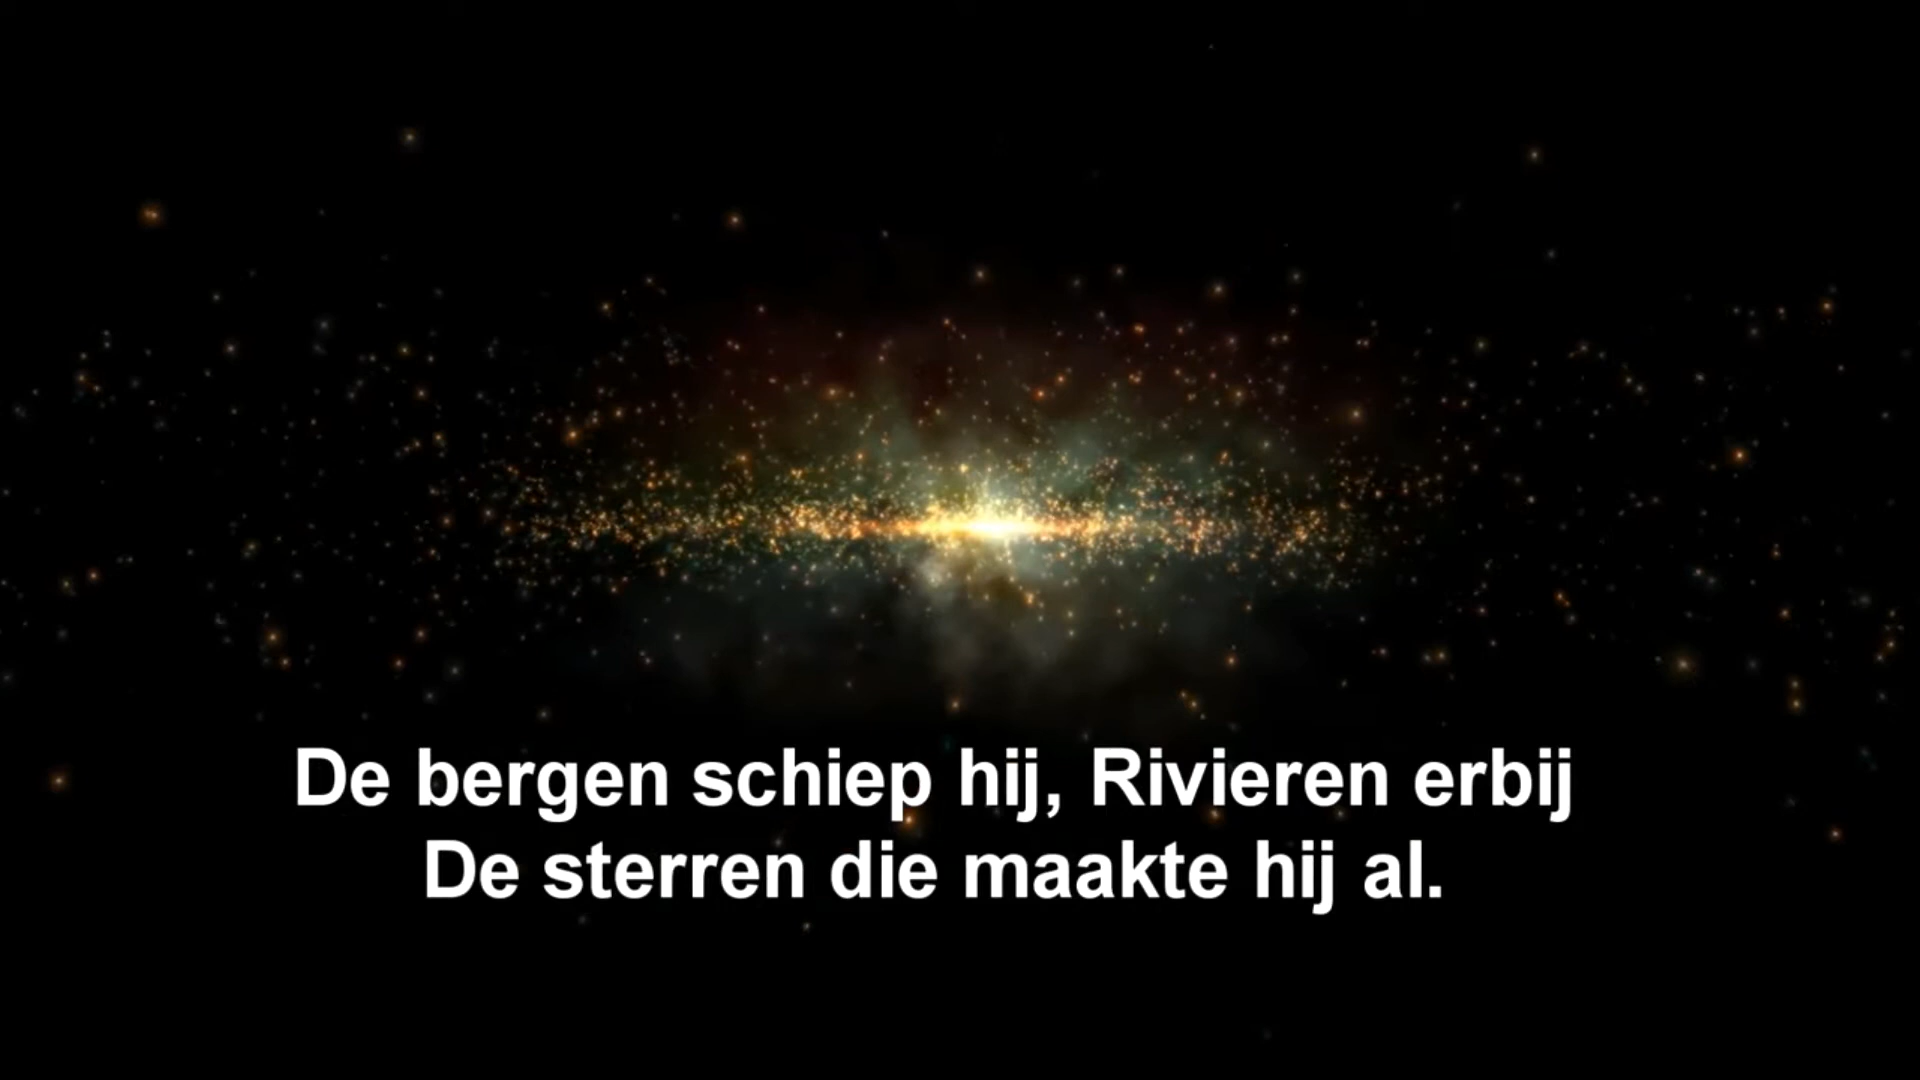 De bergen schiep hij, Rivieren erbij
De sterren die maakte hij al.